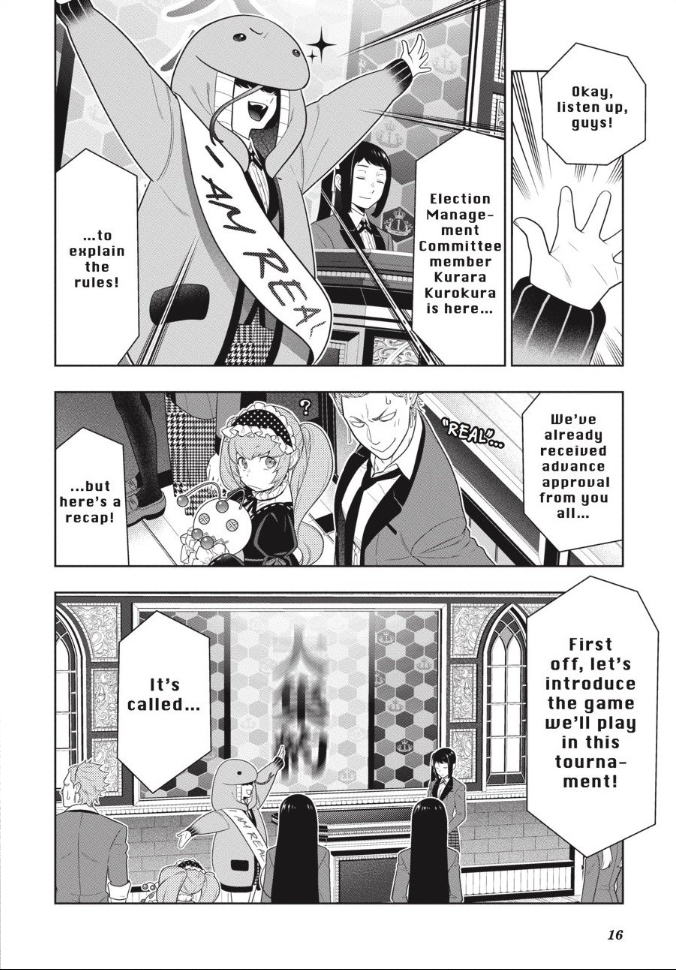 Okay,
listen up,
guys!
Election
Manage-
ment
Committee
member
Kurara
Kurokura
is here...
...to
explain
the
rules!
I AM REAL
We've
already
received
advance
approval
from you
all...
"REAL"...
?
...but
here's a
recap!
First
off, let's
introduce
the game
we'll play
in this
tourna-
ment!
It's
called...
I AM REAL
16